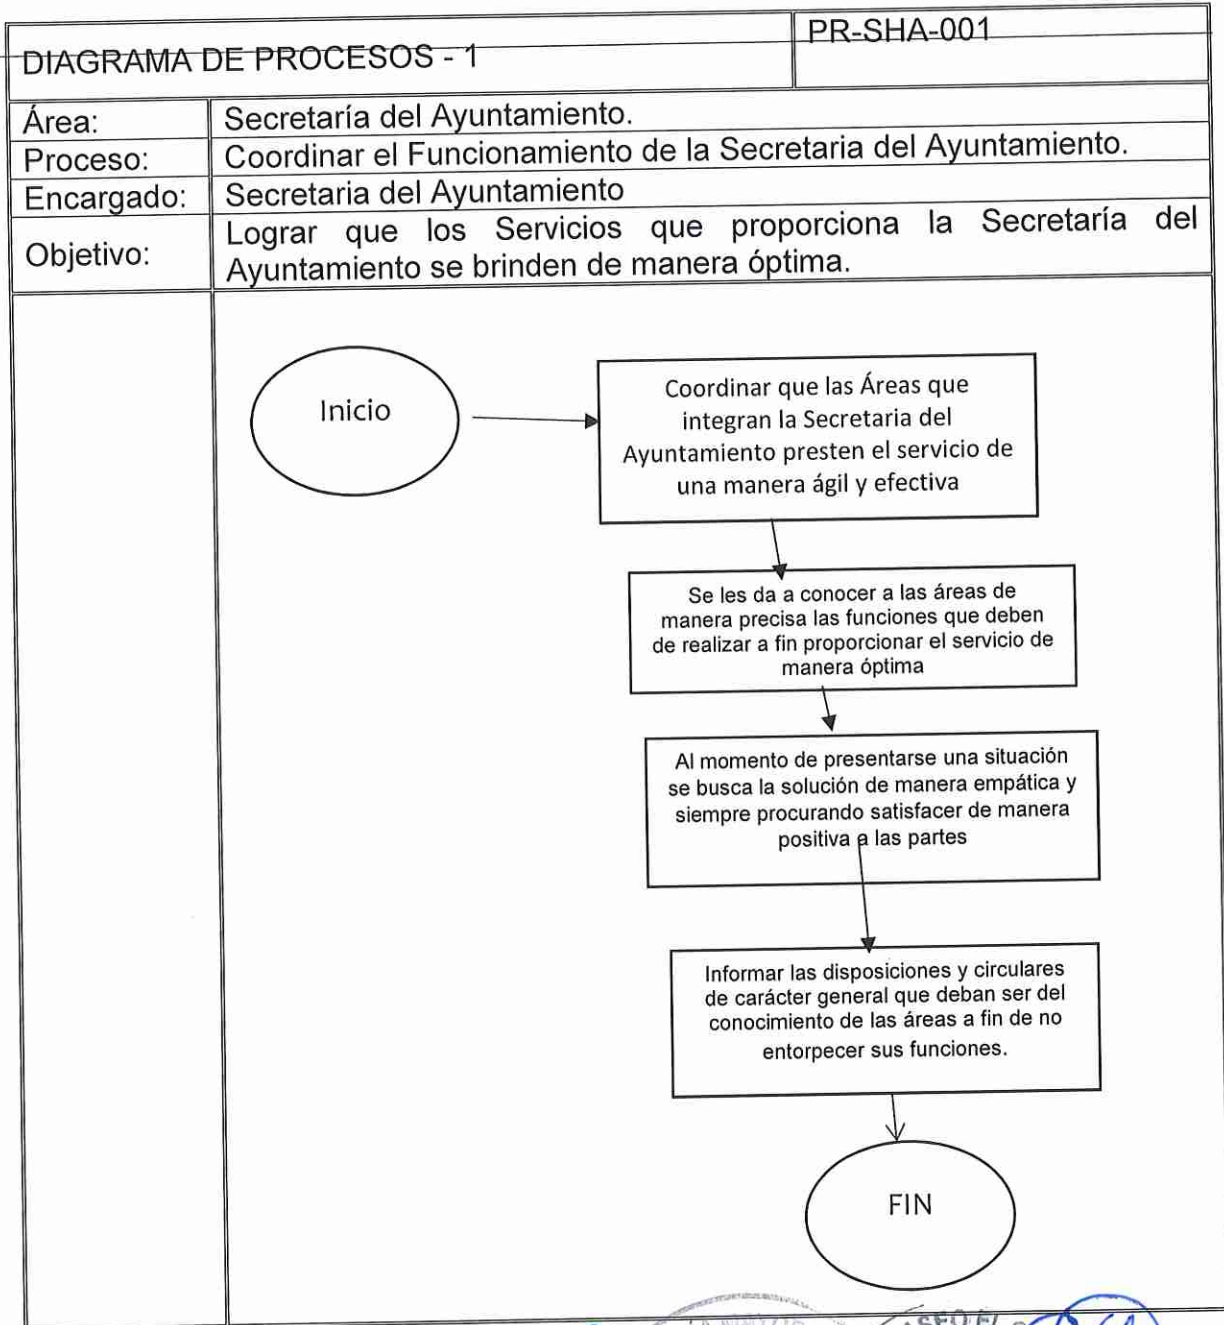 DIAGRAMA DE PROCESOS - 1
PR-SHA-001
Área:
Secretaría del Ayuntamiento.
Proceso:
Coordinar el Funcionamiento de la Secretaria del Ayuntamiento.
Encargado:
Secretaria del Ayuntamiento
Objetivo:
Lograr que los Servicios que proporciona la Secretaría del
Ayuntamiento se brinden de manera óptima.
Inicio
Coordinar que las Áreas que
integran la Secretaria del
Ayuntamiento presten el servicio de
una manera ágil y efectiva
Se les da a conocer a las áreas de
manera precisa las funciones que deben
de realizar a fin proporcionar el servicio de
manera óptima
Al momento de presentarse una situación
se busca la solución de manera empática y
siempre procurando satisfacer de manera
positiva a las partes
Informar las disposiciones y circulares
de carácter general que deban ser del
conocimiento de las áreas a fin de no
entorpecer sus funciones.
FIN